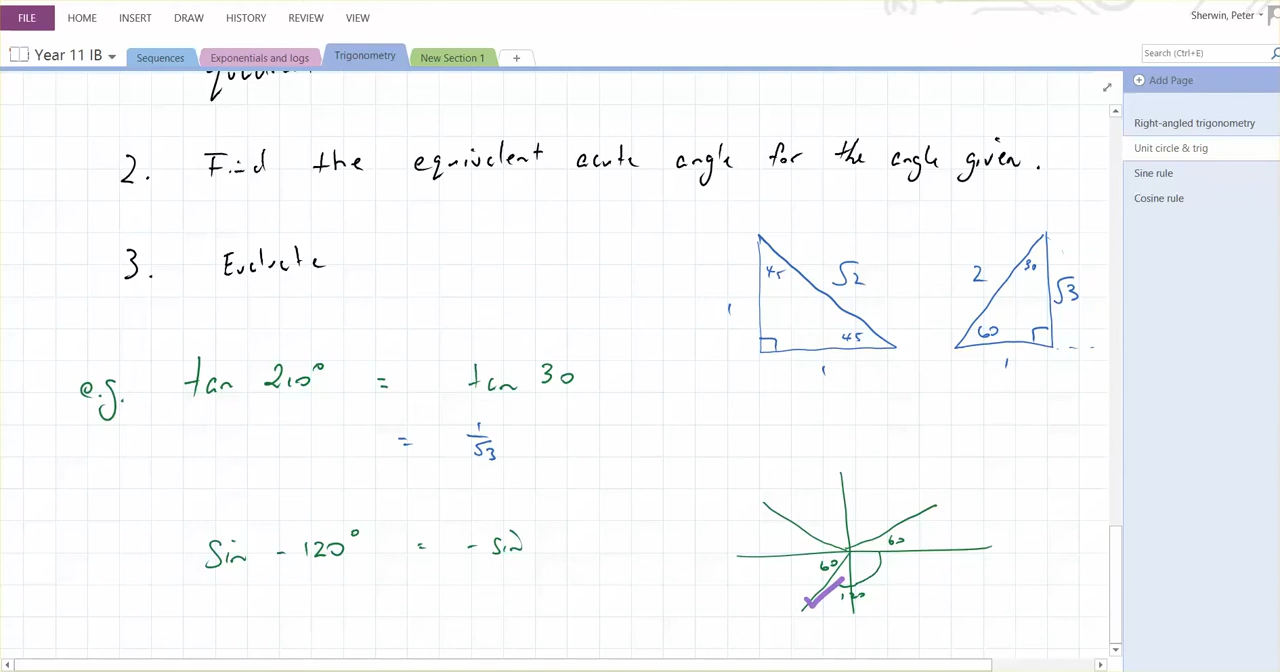 FILE HOME INSERT DRAW HISTORY REVIEW VIEW
Sherwin, Peter
Year 11 IB Sequences Exponentials and logs Trigonometry New Section 1 +
Search (Ctrl+E)
Add Page
Right-angled trigonometry
Unit circle & trig
Sine rule
Cosine rule
2. Find the equivalent acute angle for the angle given.
3. Evaluate
45 √2 1 45 1
2 30 √3 60 1
e.g. tan 210° = tan 30
= 1/√3
sin - 120° = - sin
60
60
120